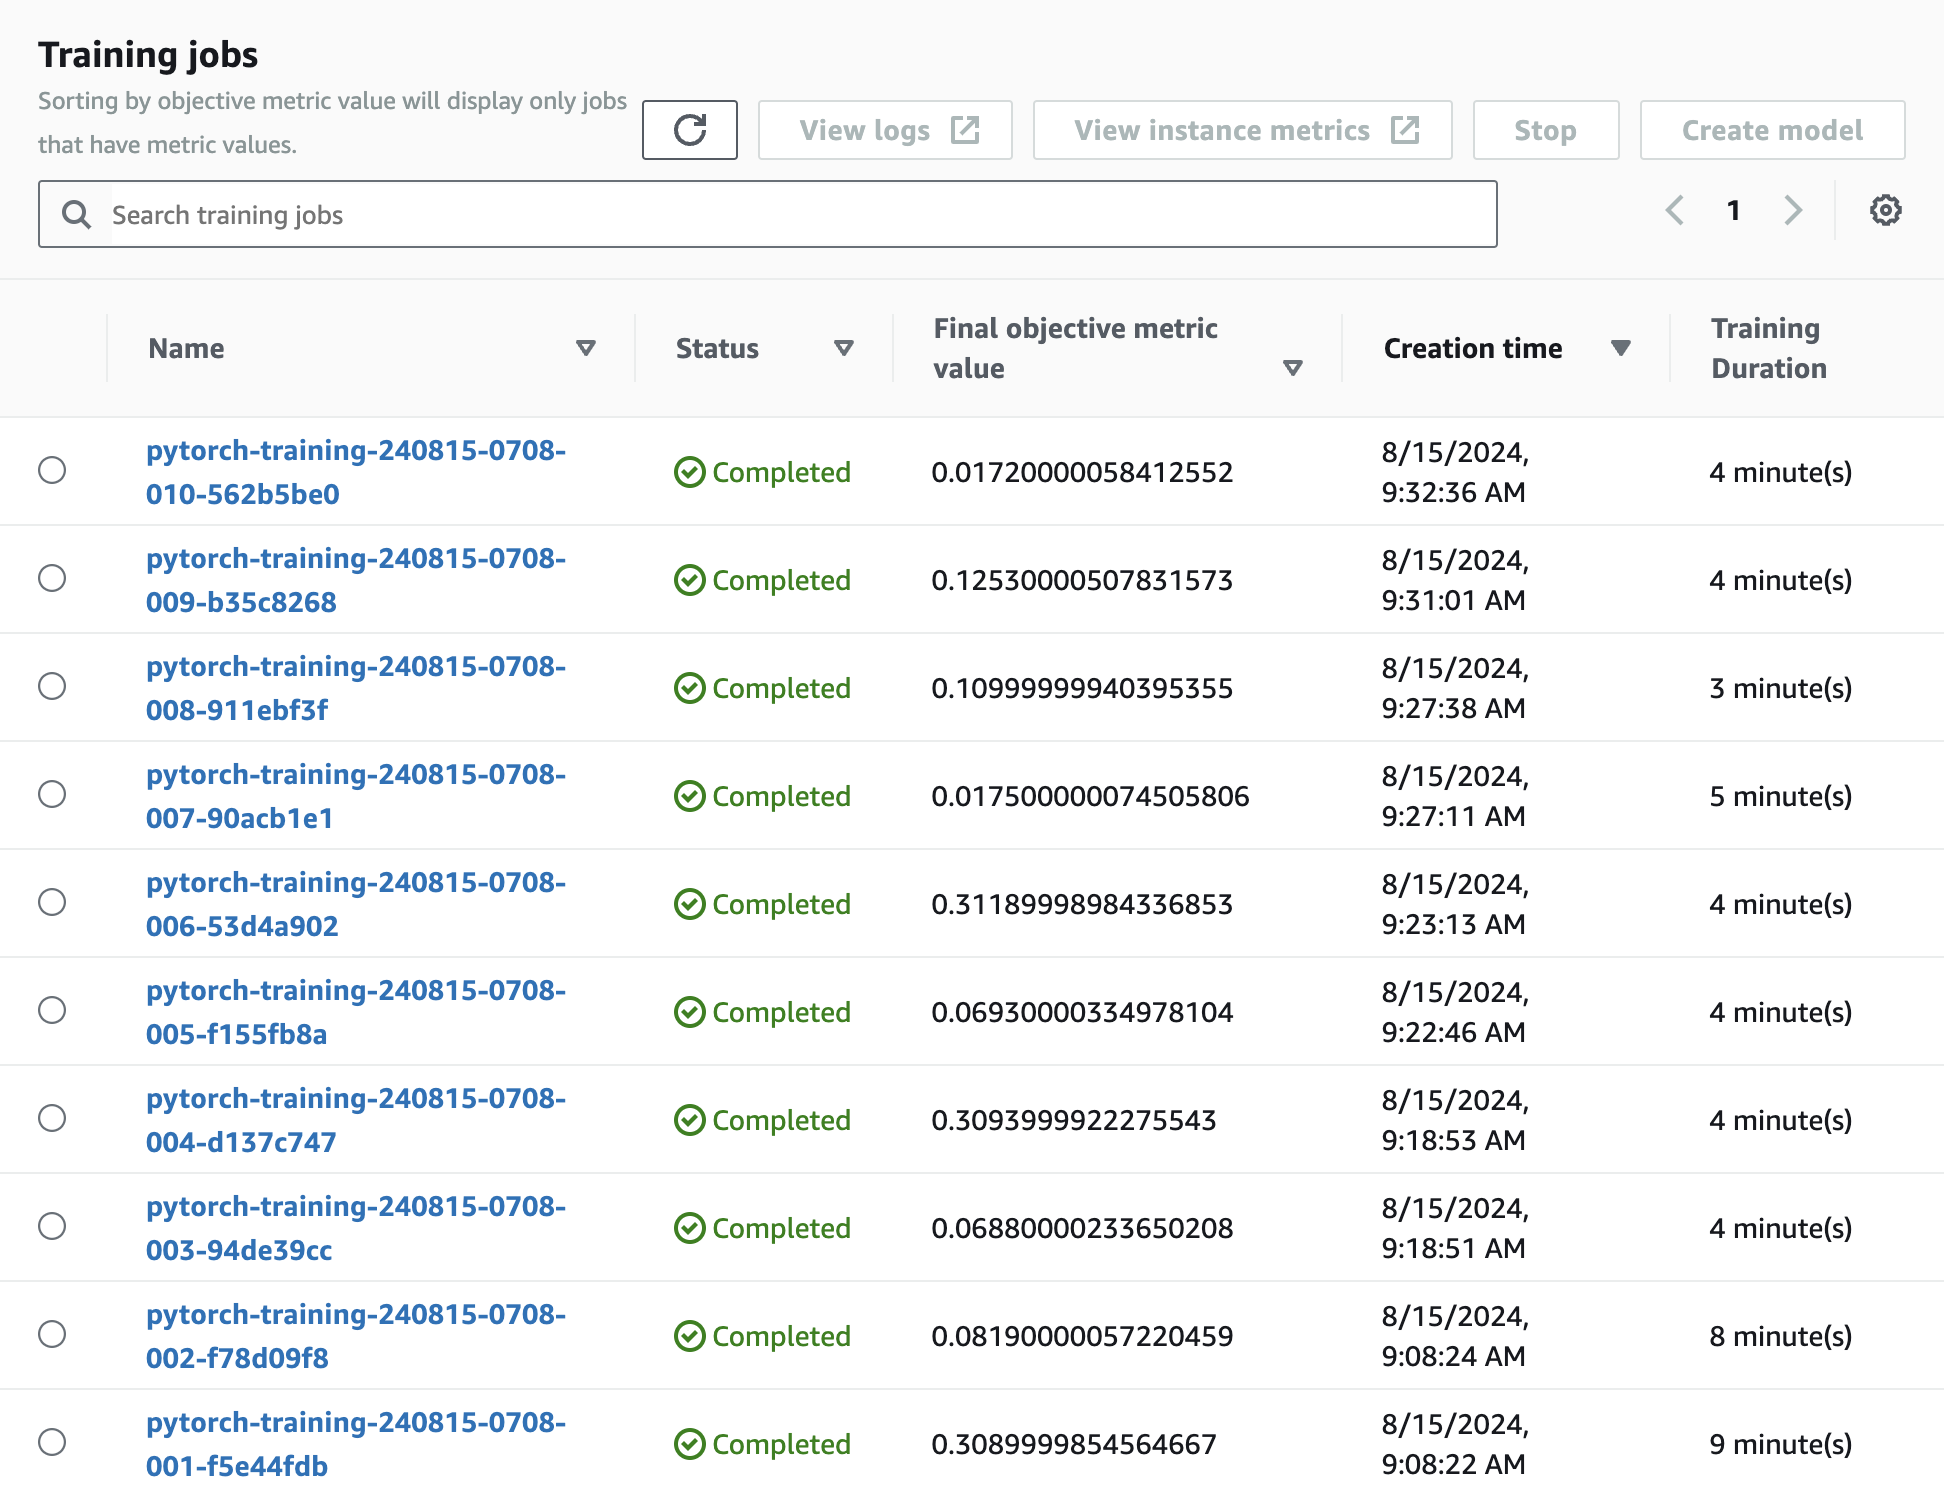 Training jobs
Sorting by objective metric value will display only jobs
that have metric values.
View logs
View instance metrics
Stop
Create model
Search training jobs
1
Name
Status
Final objective metric
value
Creation time
Training
Duration
pytorch-training-240815-0708-
010-562b5be0
Completed
0.01720000058412552
8/15/2024,
9:32:36 AM
4 minute(s)
pytorch-training-240815-0708-
009-b35c8268
Completed
0.12530000507831573
8/15/2024,
9:31:01 AM
4 minute(s)
pytorch-training-240815-0708-
008-911ebf3f
Completed
0.10999999940395355
8/15/2024,
9:27:38 AM
3 minute(s)
pytorch-training-240815-0708-
007-90acb1e1
Completed
0.017500000074505806
8/15/2024,
9:27:11 AM
5 minute(s)
pytorch-training-240815-0708-
006-53d4a902
Completed
0.31189998984336853
8/15/2024,
9:23:13 AM
4 minute(s)
pytorch-training-240815-0708-
005-f155fb8a
Completed
0.06930000334978104
8/15/2024,
9:22:46 AM
4 minute(s)
pytorch-training-240815-0708-
004-d137c747
Completed
0.3093999922275543
8/15/2024,
9:18:53 AM
4 minute(s)
pytorch-training-240815-0708-
003-94de39cc
Completed
0.06880000233650208
8/15/2024,
9:18:51 AM
4 minute(s)
pytorch-training-240815-0708-
002-f78d09f8
Completed
0.08190000057220459
8/15/2024,
9:08:24 AM
8 minute(s)
pytorch-training-240815-0708-
001-f5e44fdb
Completed
0.3089999854564667
8/15/2024,
9:08:22 AM
9 minute(s)